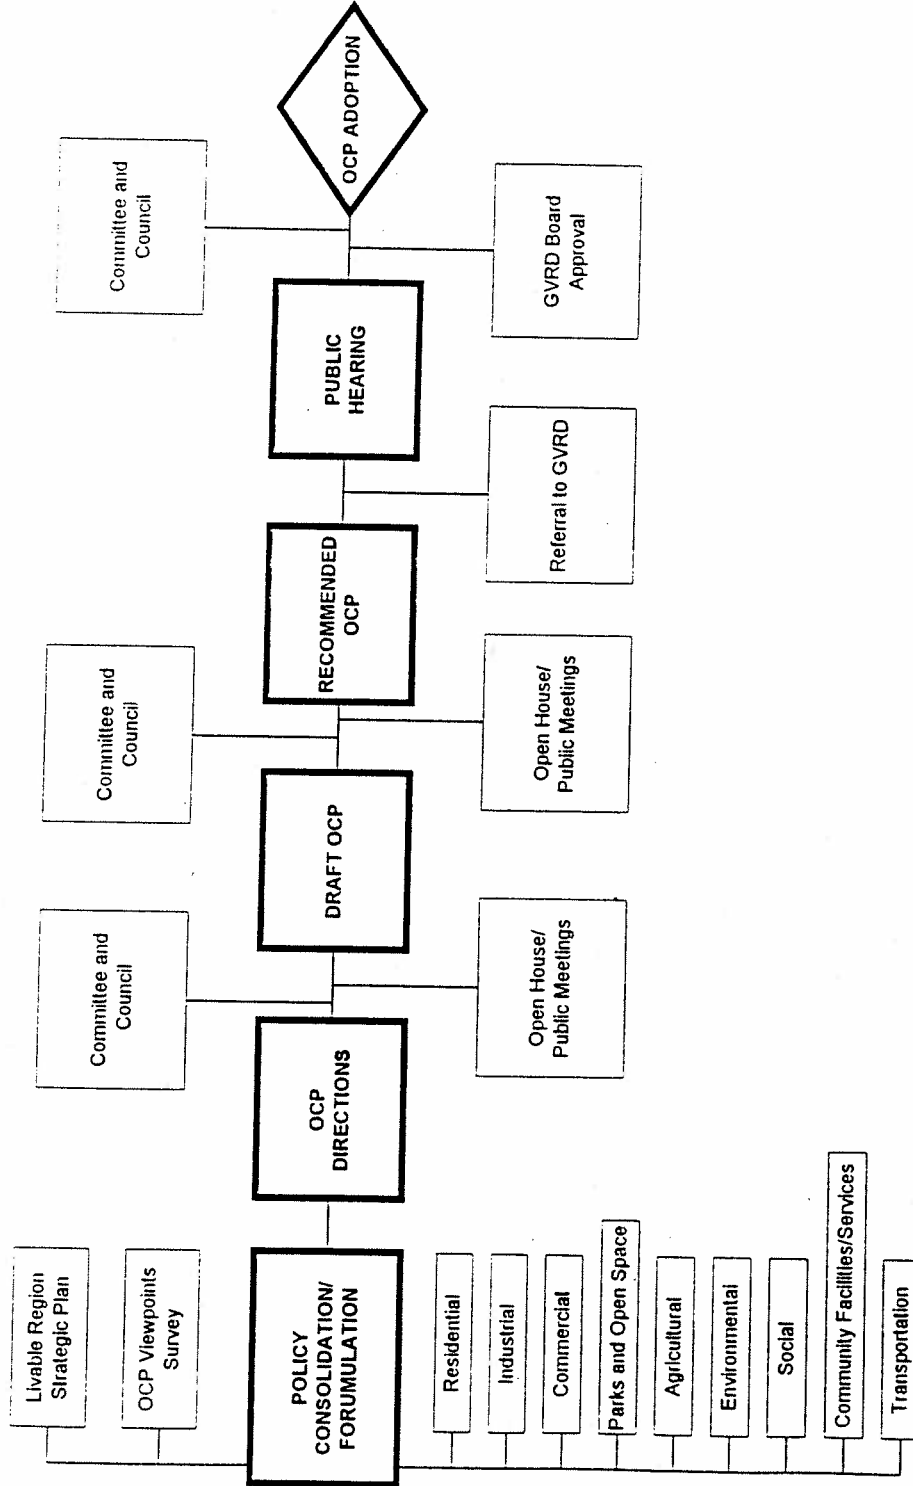 Livable Region
Strategic Plan
OCP Viewpoints
Survey
POLICY
CONSOLIDATION/
FORUMULATION
Residential
Industrial
Commercial
Parks and Open Space
Agricultural
Environmental
Social
Community Facilities/Services
Transportation
OCP
DIRECTIONS
Committee and
Council
Open House/
Public Meetings
DRAFT OCP
Committee and
Council
Open House/
Public Meetings
RECOMMENDED
OCP
Referral to GVRD
PUBLIC
HEARING
Committee and
Council
GVRD Board
Approval
OCP ADOPTION